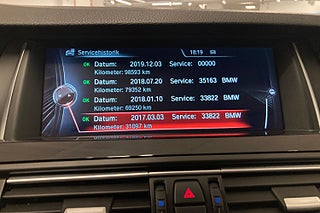 Servicehistorik 18:19
OK Datum: 2019.12.03 Service: 00000
Kilometer: 98593 km
OK Datum: 2018.07.20 Service: 35163 BMW
Kilometer: 79352 km
OK Datum: 2018.01.10 Service: 33822 BMW
Kilometer: 69250 km
OK Datum: 2017.03.03 Service: 33822 BMW
Kilometer: 31097 km